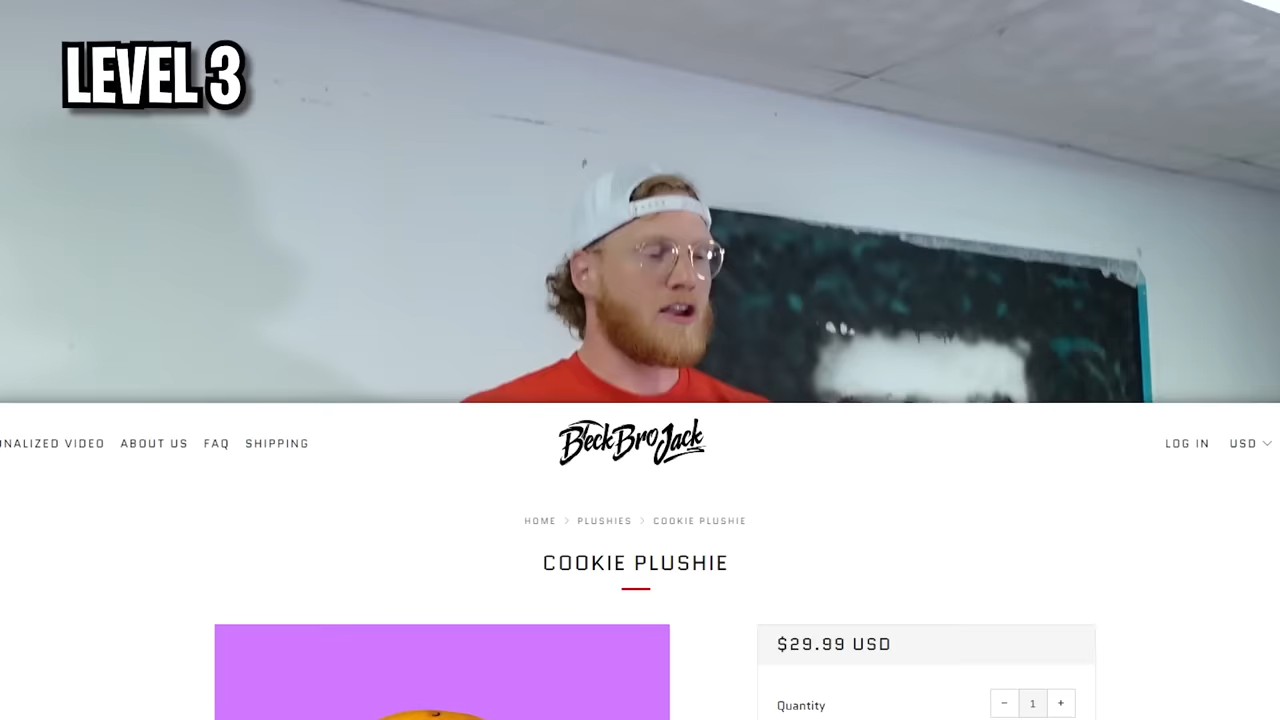 LEVEL 3
ONALIZED VIDEO ABOUT US FAQ SHIPPING
BeckBroJack
LOG IN USD
HOME > PLUSHIES > COOKIE PLUSHIE
COOKIE PLUSHIE
$29.99 USD
Quantity - 1 +